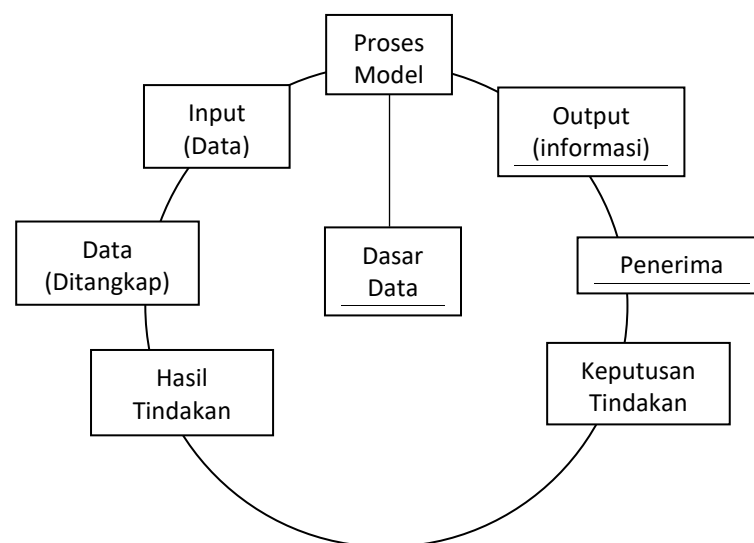 Proses
Model
Input
(Data)
Output
(informasi)
Data
(Ditangkap)
Dasar
Data
Penerima
Hasil
Tindakan
Keputusan
Tindakan